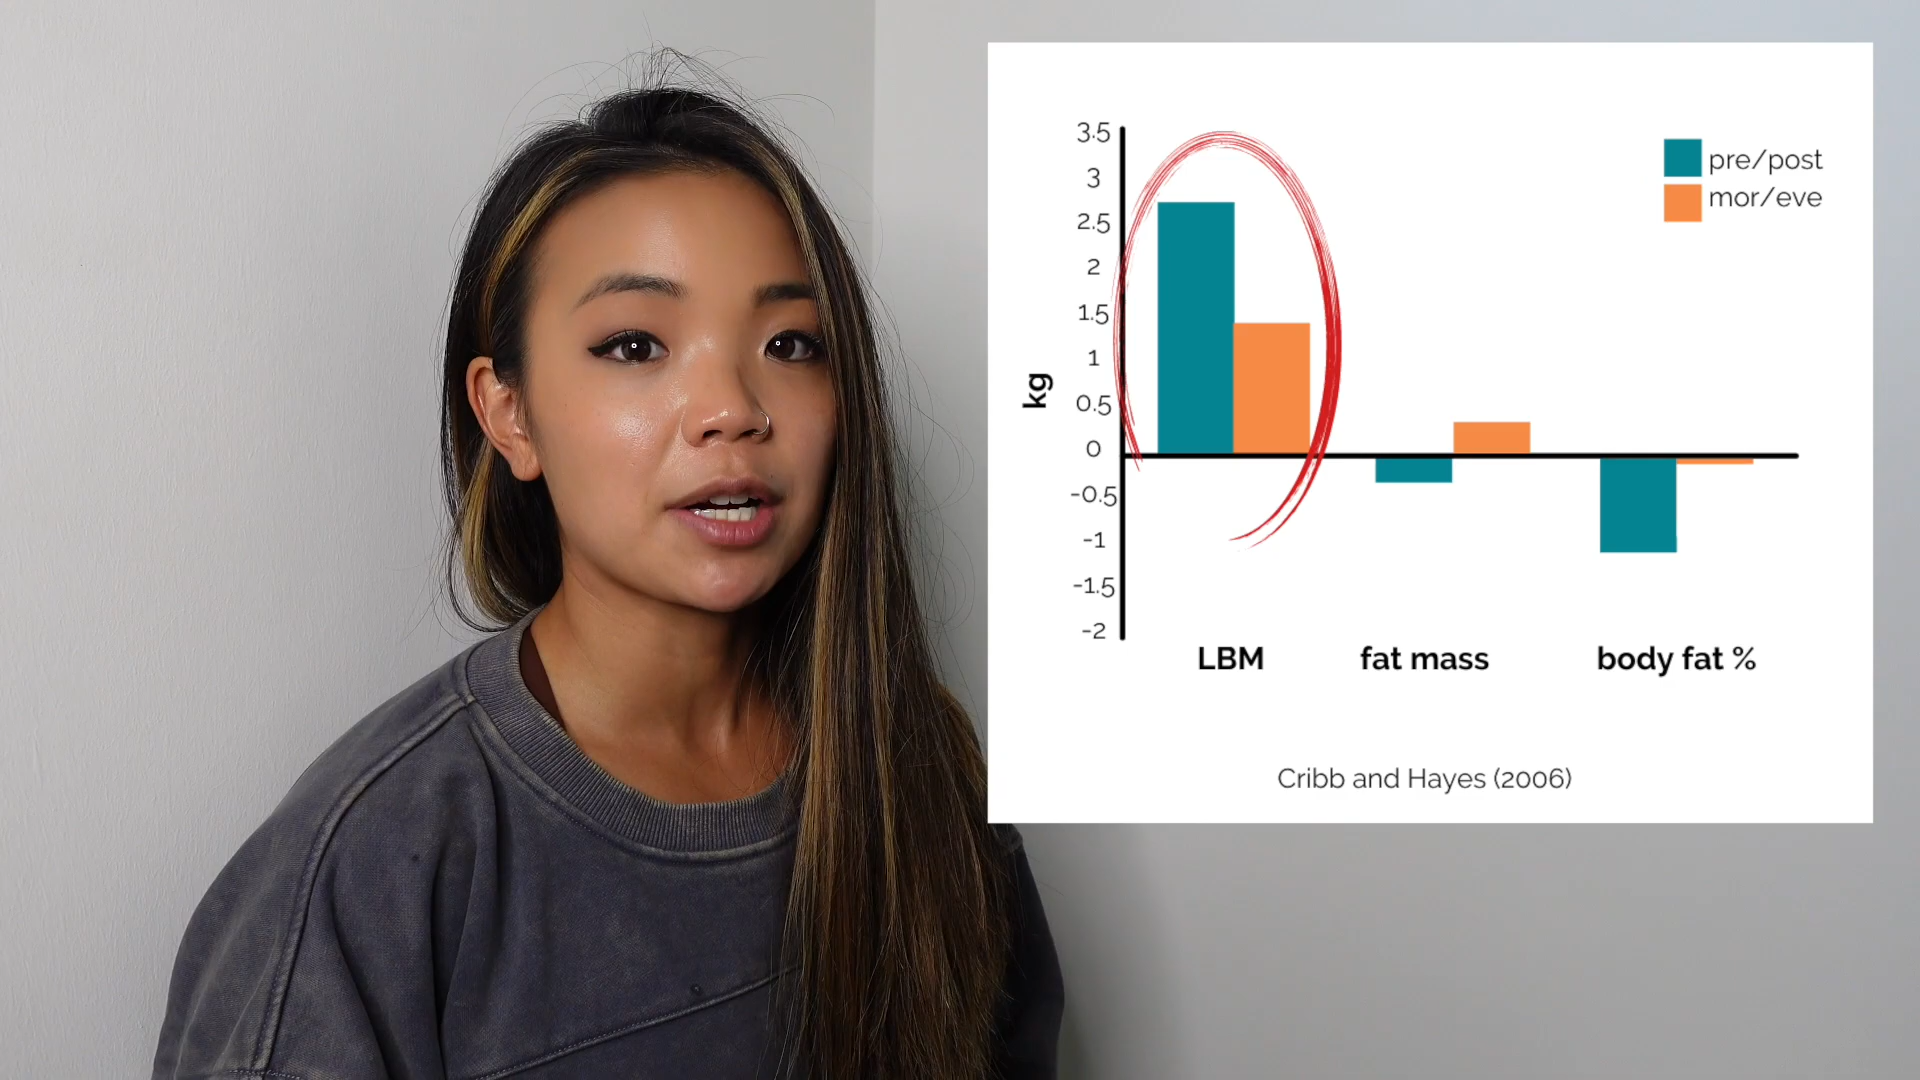 3.5
3
2.5
2
1.5
1
0.5
0
-0.5
-1
-1.5
-2
kg
pre/post
mor/eve
LBM
fat mass
body fat %
Cribb and Hayes (2006)